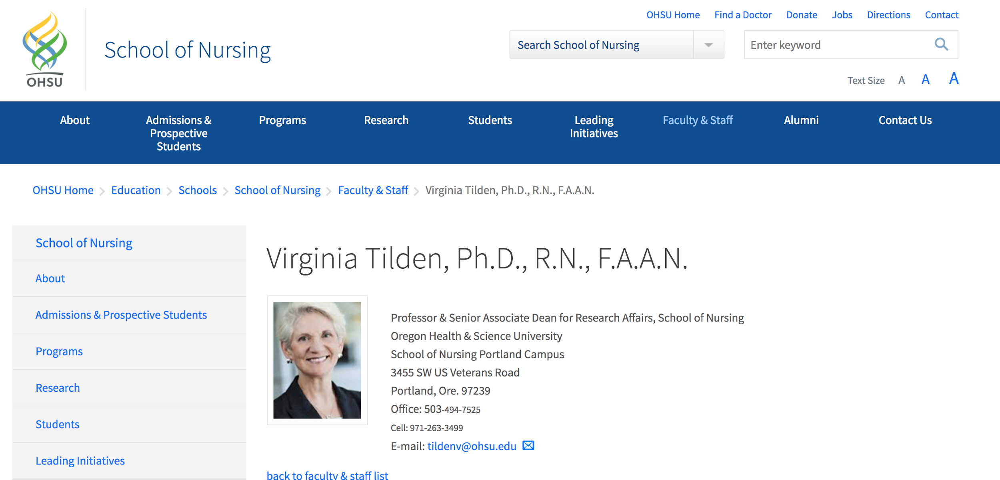 OHSU Home Find a Doctor Donate Jobs Directions Contact
OHSU
School of Nursing
Search School of Nursing
Enter keyword
Text Size A A A
About Admissions & Prospective Students Programs Research Students Leading Initiatives Faculty & Staff Alumni Contact Us
OHSU Home Education Schools School of Nursing Faculty & Staff Virginia Tilden, Ph.D., R.N., F.A.A.N.
School of Nursing
About
Admissions & Prospective Students
Programs
Research
Students
Leading Initiatives
Virginia Tilden, Ph.D., R.N., F.A.A.N.
Professor & Senior Associate Dean for Research Affairs, School of Nursing
Oregon Health & Science University
School of Nursing Portland Campus
3455 SW US Veterans Road
Portland, Ore. 97239
Office: 503-494-7525
Cell: 971-263-3499
E-mail: tildenv@ohsu.edu
back to faculty & staff list